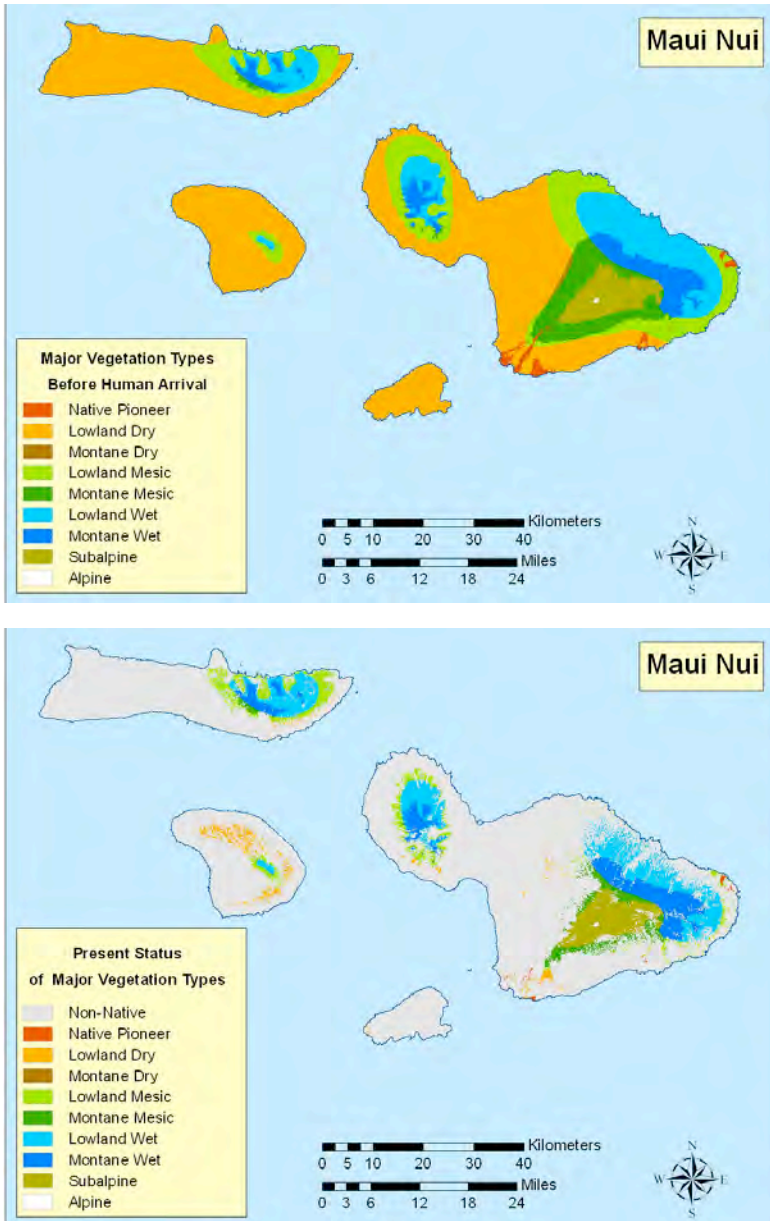 Maui Nui
Major Vegetation Types
Before Human Arrival
Native Pioneer
Lowland Dry
Montane Dry
Lowland Mesic
Montane Mesic
Lowland Wet
Montane Wet
Subalpine
Alpine
Kilometers
0 5 10 20 30 40
Miles
0 3 6 12 18 24
N
W E
S
Maui Nui
Present Status
of Major Vegetation Types
Non-Native
Native Pioneer
Lowland Dry
Montane Dry
Lowland Mesic
Montane Mesic
Lowland Wet
Montane Wet
Subalpine
Alpine
Kilometers
0 5 10 20 30 40
Miles
0 3 6 12 18 24
N
W E
S